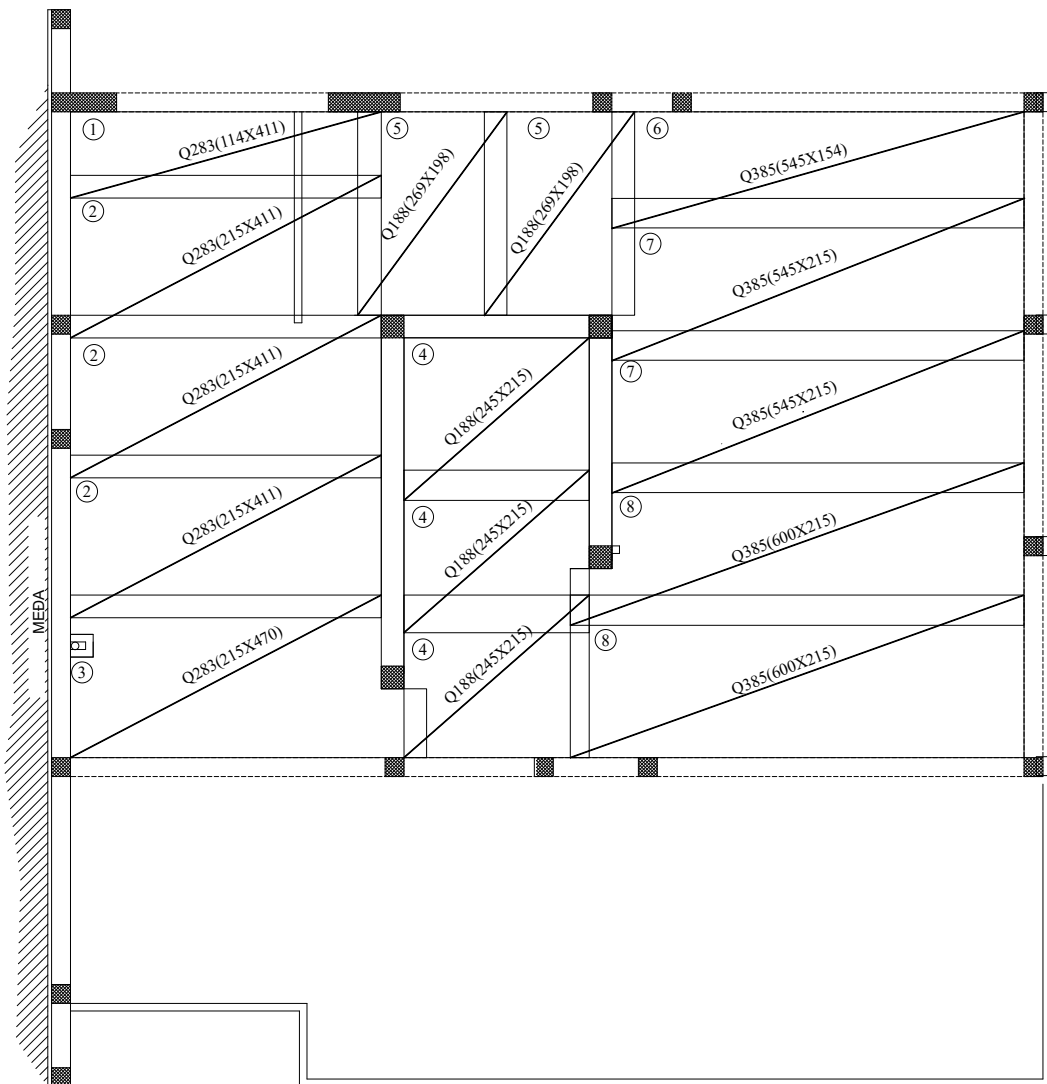 1
Q283(114X411)
5
Q188(269X198)
5
Q188(269X198)
6
Q385(545X154)
2
Q283(215X411)
7
Q385(545X215)
2
Q283(215X411)
4
Q188(245X215)
7
Q385(545X215)
2
Q283(215X411)
4
Q188(245X215)
8
Q385(600X215)
MEĐA
3
Q283(215X470)
4
Q188(245X215)
8
Q385(600X215)